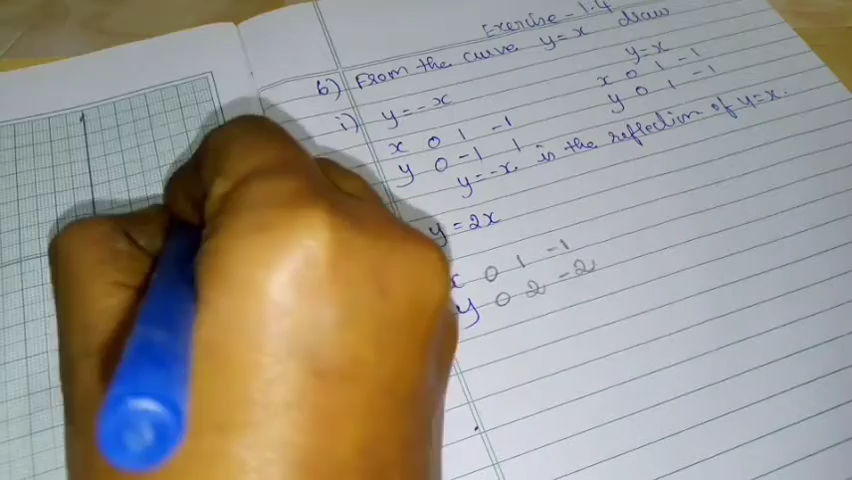 Exercise - 1.4
6) From the curve y=x Draw
i) y=-x
x 0 1 -1
y 0 -1 1
y=x
x 0 1 -1
y 0 1 -1
y=-x is the reflection of y=x.
y=2x
x 0 1 -1
y 0 2 -2